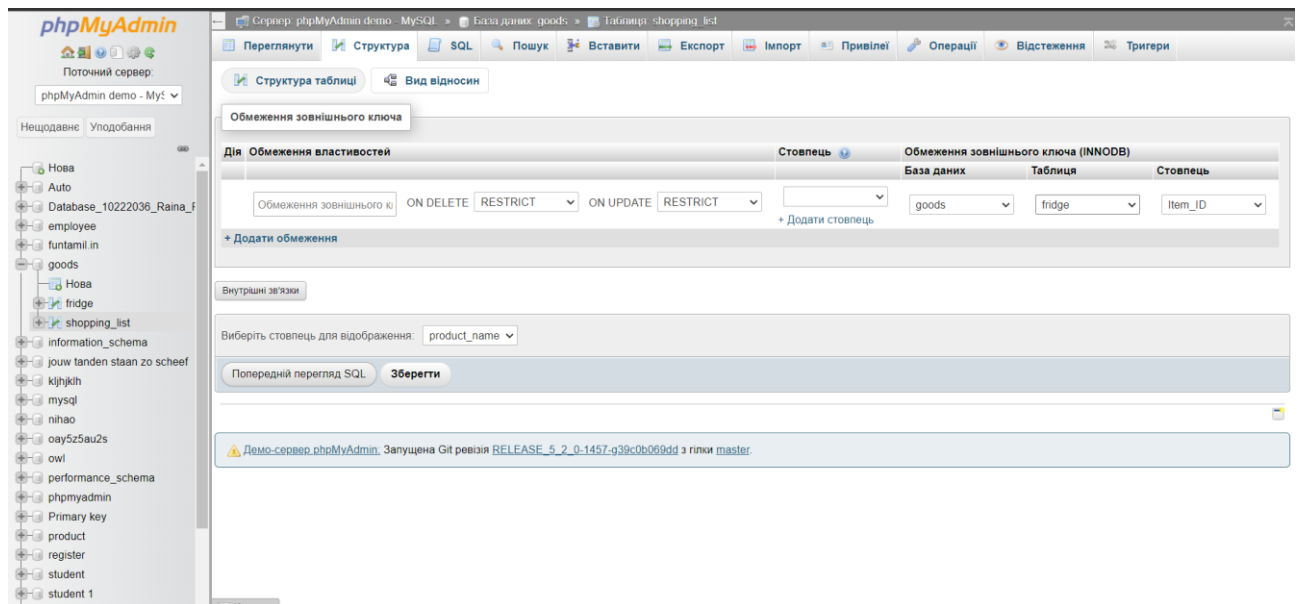 phpMyAdmin
Поточний сервер:
phpMyAdmin demo - MyS
Нещодавнє Уподобання
Нова
Auto
Database_10222036_Raina_F
employee
funtamil.in
goods
Нова
fridge
shopping_list
information_schema
jouw tanden staan zo scheef
kljhjklh
mysql
nihao
oay5z5au2s
owl
performance_schema
phpmyadmin
Primary key
product
register
student
student 1
Сервер: phpMyAdmin demo - MySQL » База даних: goods » Таблиця: shopping_list
Переглянути Структура SQL Пошук Вставити Експорт Імпорт Привілеї Операції Відстеження Тригери
Структура таблиці Вид відносин
Обмеження зовнішнього ключа
Дія Обмеження властивостей Стовпець Обмеження зовнішнього ключа (INNODB)
База даних Таблиця Стовпець
Обмеження зовнішнього кл ON DELETE RESTRICT ON UPDATE RESTRICT goods fridge Item_ID
+ Додати стовпець
+ Додати обмеження
Внутрішні зв'язки
Виберіть стовпець для відображення: product_name
Попередній перегляд SQL Зберегти
Демо-сервер phpMyAdmin: Запущена Git ревізія RELEASE_5_2_0-1457-g39c0b069dd з гілки master.